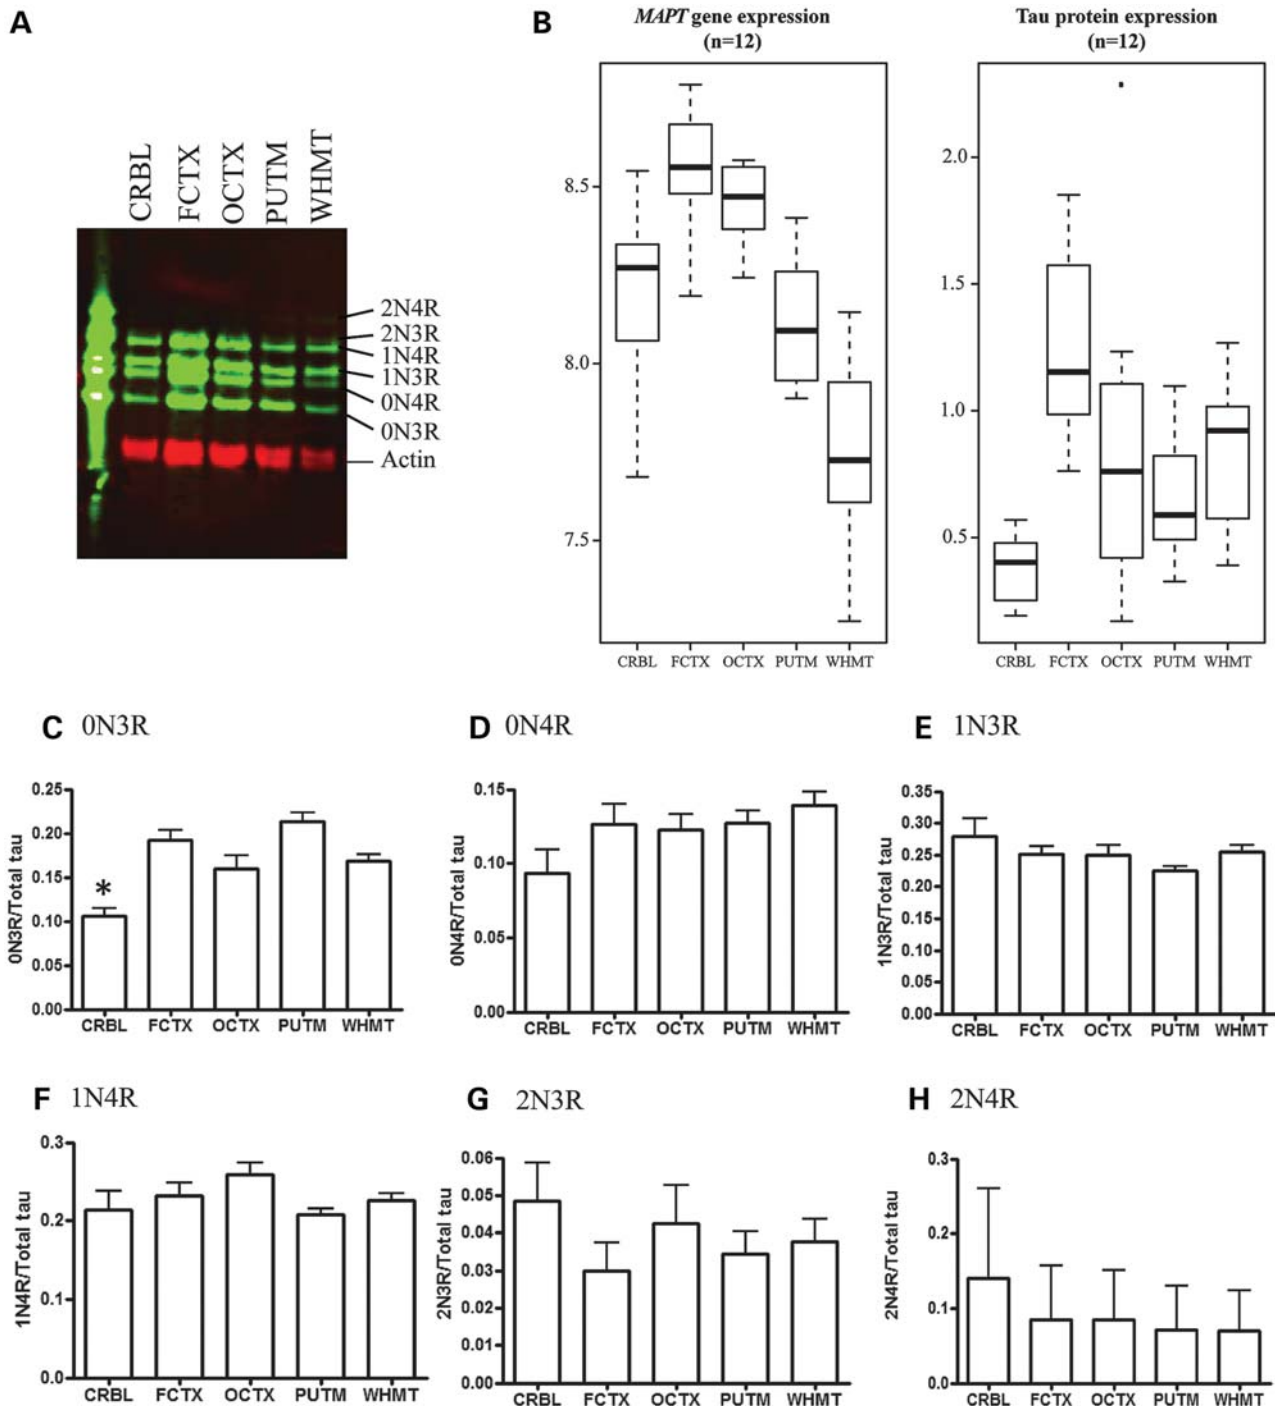 A
CRBL
FCTX
OCTX
PUTM
WHMT
2N4R
2N3R
1N4R
1N3R
0N4R
0N3R
Actin
B
MAPT gene expression
(n=12)
8.5
8.0
7.5
CRBL FCTX OCTX PUTM WHMT
Tau protein expression
(n=12)
2.0
1.5
1.0
0.5
CRBL FCTX OCTX PUTM WHMT
C 0N3R
0N3R/Total tau
0.25
0.20
0.15
0.10
0.05
0.00
*
CRBL FCTX OCTX PUTM WHMT
D 0N4R
0N4R/Total tau
0.15
0.10
0.05
0.00
CRBL FCTX OCTX PUTM WHMT
E 1N3R
1N3R/Total tau
0.35
0.30
0.25
0.20
0.15
0.10
0.05
0.00
CRBL FCTX OCTX PUTM WHMT
F 1N4R
1N4R/Total tau
0.3
0.2
0.1
0.0
CRBL FCTX OCTX PUTM WHMT
G 2N3R
2N3R/Total tau
0.06
0.05
0.04
0.03
0.02
0.01
0.00
CRBL FCTX OCTX PUTM WHMT
H 2N4R
2N4R/Total tau
0.3
0.2
0.1
0.0
CRBL FCTX OCTX PUTM WHMT